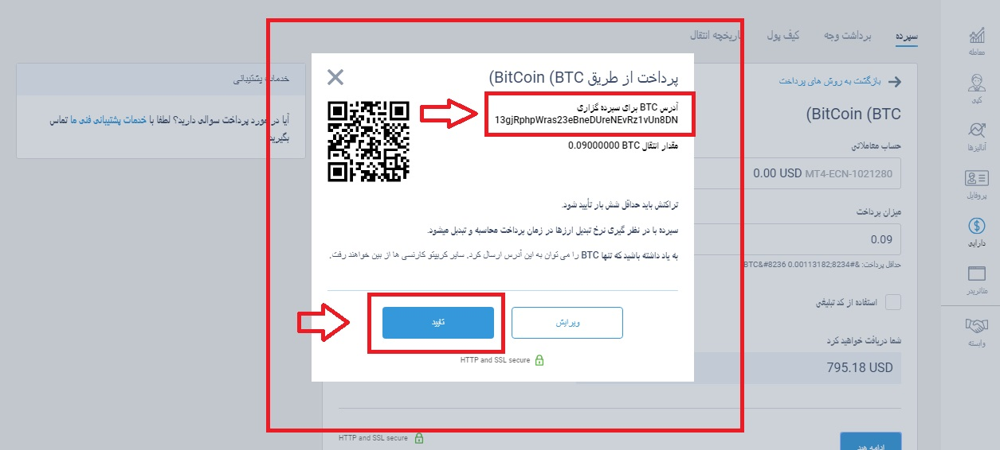 سپرده
برداشت وجه
کیف پول
تاریخچه انتقال
معامله
کپی
آنالیزها
پروفایل
دارایی
متاتریدر
وابسته
بازگشت به روش های پرداخت
(BitCoin (BTC
حساب معاملاتی
0.00 USD MT4-ECN-1021280
میزان پرداخت
0.09
حداقل پرداخت: &#8234;0.00113182 BTC&#8236
استفاده از کد تبلیغی
شما دریافت خواهید کرد
795.18 USD
HTTP and SSL secure
ادامه هید
پرداخت از طریق BitCoin (BTC)
آدرس BTC برای سپرده گزاری
13gjRphpWras23eBneDUreNEvRz1vUn8DN
مقدار انتقال 0.09000000 BTC
تراکنش باید حداقل شش بار تأیید شود.
سپرده با در نظر گیری نرخ تبدیل ارزها در زمان پرداخت محاسبه و تبدیل میشود.
به یاد داشته باشید که تنها BTC را می توان به این آدرس ارسال کرد. سایر کریپتو کارنسی ها از بین خواهند رفت.
ویرایش
تایید
HTTP and SSL secure
خدمات پشتیبانی
آیا در مورد پرداخت سوالی دارید؟ لطفا با خدمات پشتیبانی فنی ما تماس
بگیرید